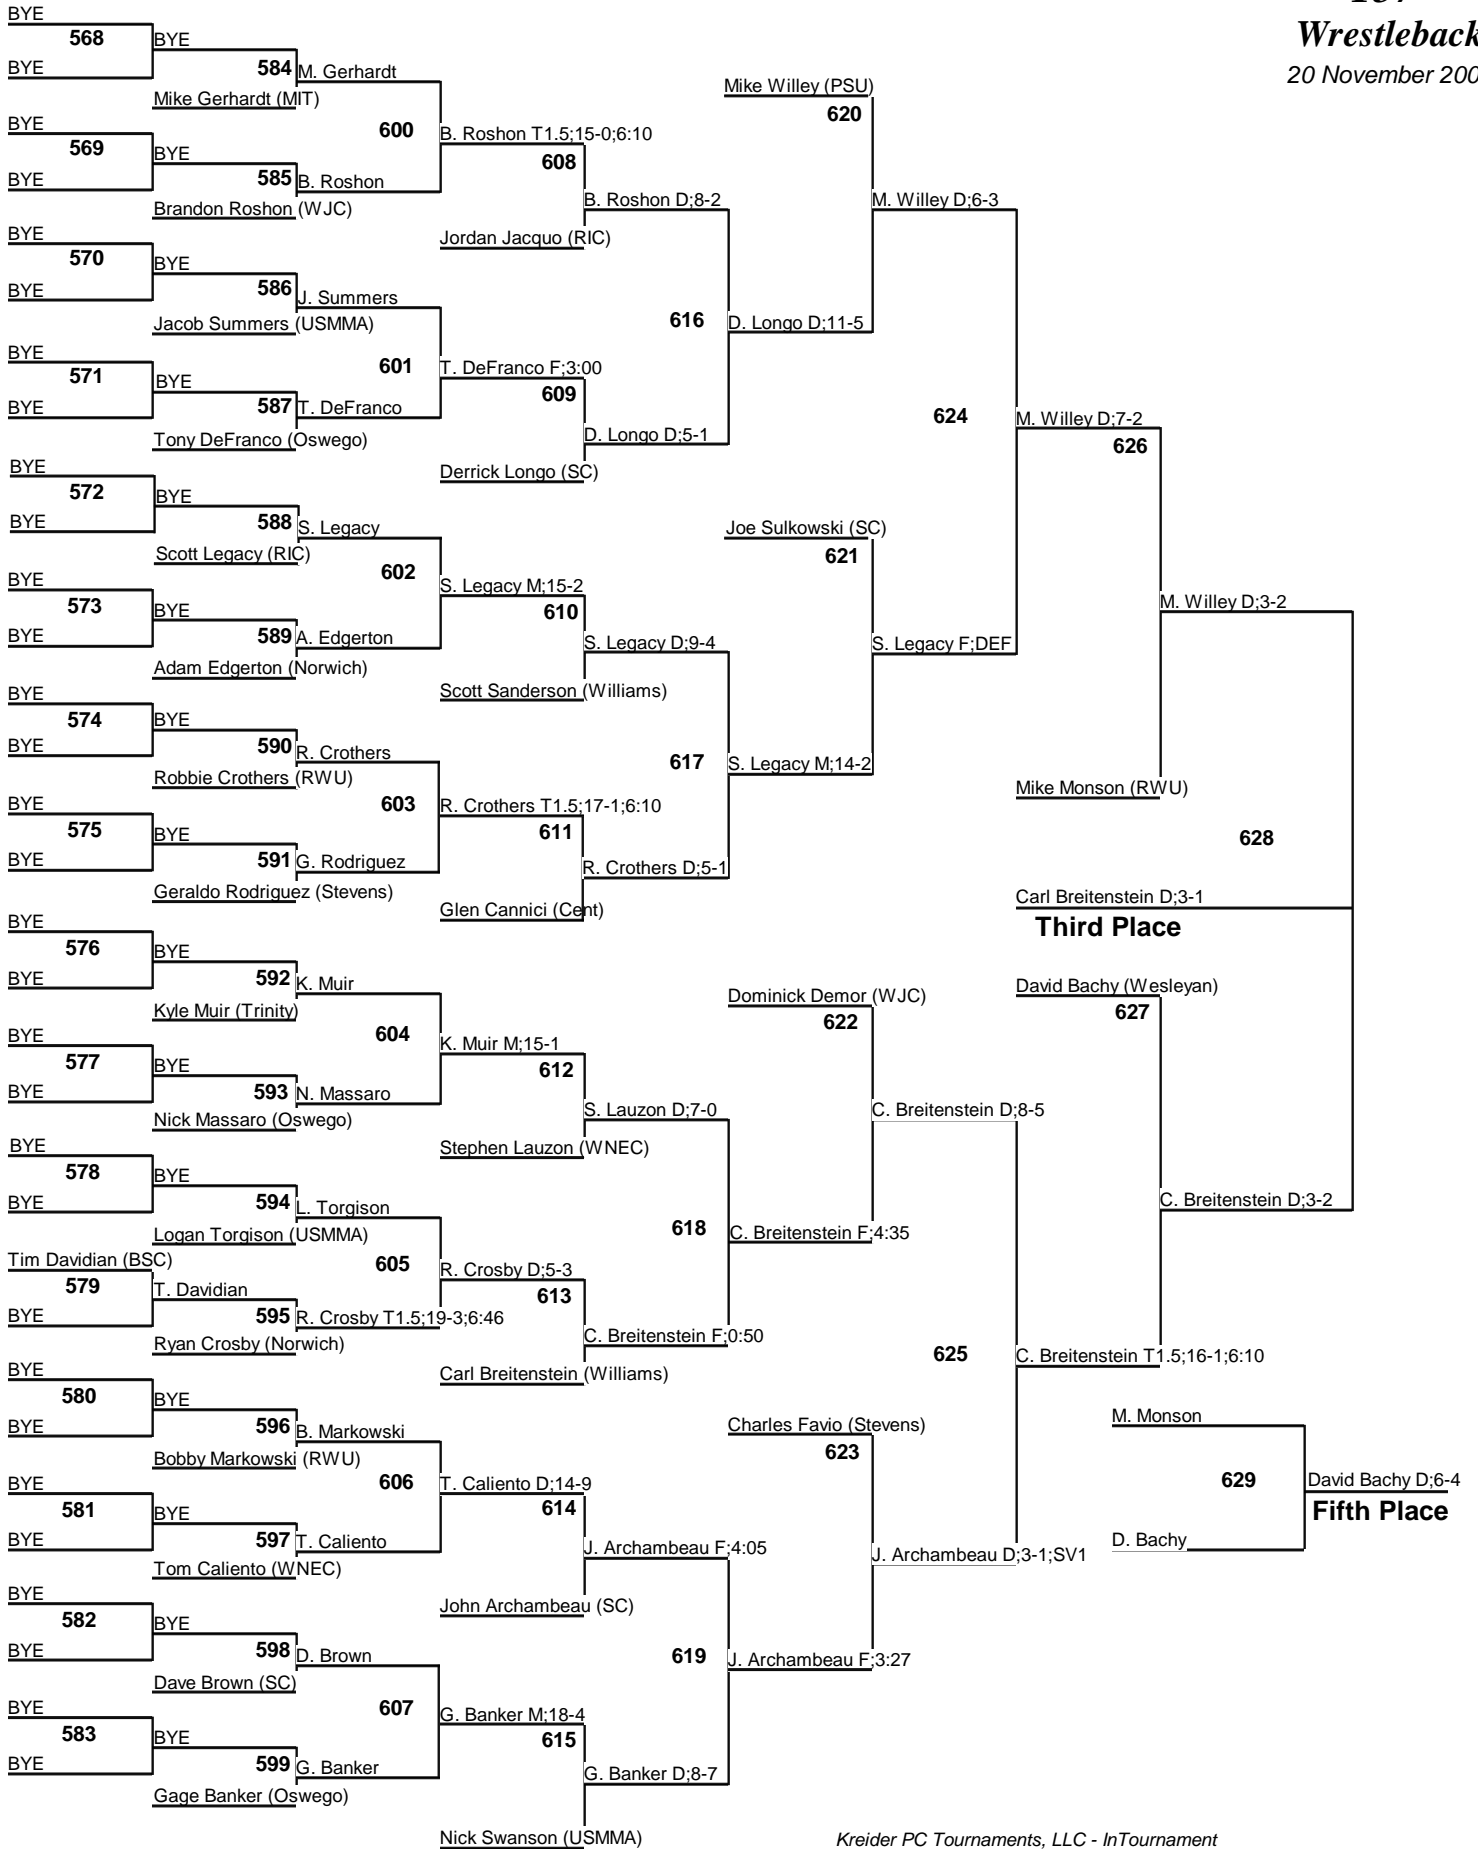 Wrestleback
20 November 200
BYE
568
BYE
BYE
584
M. Gerhardt
Mike Gerhardt (MIT)
600
BYE
569
BYE
BYE
585
B. Roshon
Brandon Roshon (WJC)
B. Roshon T1.5;15-0;6:10
608
B. Roshon D;8-2
Jordan Jacquo (RIC)
BYE
570
BYE
BYE
586
J. Summers
Jacob Summers (USMMA)
601
BYE
571
BYE
BYE
587
T. DeFranco
Tony DeFranco (Oswego)
T. DeFranco F;3:00
609
D. Longo D;5-1
Derrick Longo (SC)
616
D. Longo D;11-5
Mike Willey (PSU)
620
M. Willey D;6-3
BYE
572
BYE
BYE
588
S. Legacy
Scott Legacy (RIC)
602
BYE
573
BYE
BYE
589
A. Edgerton
Adam Edgerton (Norwich)
S. Legacy M;15-2
610
S. Legacy D;9-4
Scott Sanderson (Williams)
BYE
574
BYE
BYE
590
R. Crothers
Robbie Crothers (RWU)
603
BYE
575
BYE
BYE
591
G. Rodriguez
Geraldo Rodriguez (Stevens)
R. Crothers T1.5;17-1;6:10
611
R. Crothers D;5-1
Glen Cannici (Cent)
617
S. Legacy M;14-2
Joe Sulkowski (SC)
621
S. Legacy F;DEF
624
M. Willey D;7-2
626
M. Willey D;3-2
Mike Monson (RWU)
628
Carl Breitenstein D;3-1
Third Place
BYE
576
BYE
BYE
592
K. Muir
Kyle Muir (Trinity)
604
BYE
577
BYE
BYE
593
N. Massaro
Nick Massaro (Oswego)
K. Muir M;15-1
612
S. Lauzon D;7-0
Stephen Lauzon (WNEC)
BYE
578
BYE
BYE
594
L. Torgison
Logan Torgison (USMMA)
605
Tim Davidian (BSC)
579
BYE
T. Davidian
595
R. Crosby T1.5;19-3;6:46
Ryan Crosby (Norwich)
R. Crosby D;5-3
613
C. Breitenstein F;0:50
Carl Breitenstein (Williams)
618
C. Breitenstein F;4:35
Dominick Demor (WJC)
622
C. Breitenstein D;8-5
David Bachy (Wesleyan)
627
C. Breitenstein D;3-2
BYE
580
BYE
BYE
596
B. Markowski
Bobby Markowski (RWU)
606
BYE
581
BYE
BYE
597
T. Caliento
Tom Caliento (WNEC)
T. Caliento D;14-9
614
J. Archambeau F;4:05
John Archambeau (SC)
BYE
582
BYE
BYE
598
D. Brown
Dave Brown (SC)
607
BYE
583
BYE
BYE
599
G. Banker
Gage Banker (Oswego)
G. Banker M;18-4
615
G. Banker D;8-7
Nick Swanson (USMMA)
619
J. Archambeau F;3:27
Charles Favio (Stevens)
623
J. Archambeau D;3-1;SV1
625
C. Breitenstein T1.5;16-1;6:10
M. Monson
629
D. Bachy
David Bachy D;6-4
Fifth Place
Kreider PC Tournaments, LLC - InTournament